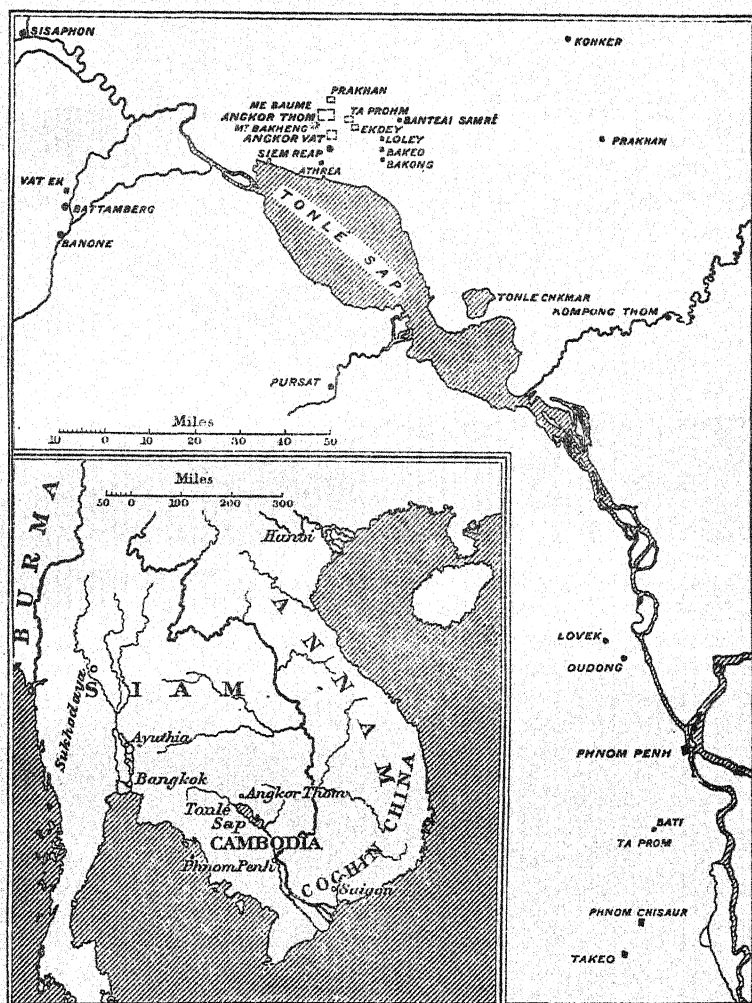 SISAPHON
KOHKER
PRAKHAN
ME BAUME
ANGKOR THOM
TA PROHM
BANTEAI SAMRÉ
MT BAKHENG
EKDEY
ANGKOR VAT
LOLEY
PRAKHAN
SIEM REAP
BAKEO
ATHREA
BAKONG
VAT EK
BATTAMBERG
BANONE
TONLE SAP
TONLE CHKMAR
KOMPONG THOM
PURSAT
Miles
10 0 10 20 30 40 50
LOVEK
OUDONG
PHNOM PENH
BATI
TA PROM
PHNOM CHISAUR
TAKEO
Miles
50 0 100 200 300
BURMA
Hanoi
ANNAM
SIAM
Sukhodaya
Ayuthia
Bangkok
Angkor Thom
Tonle
Sap
CAMBODIA
Phnom Penh
COCHIN CHINA
Saigon